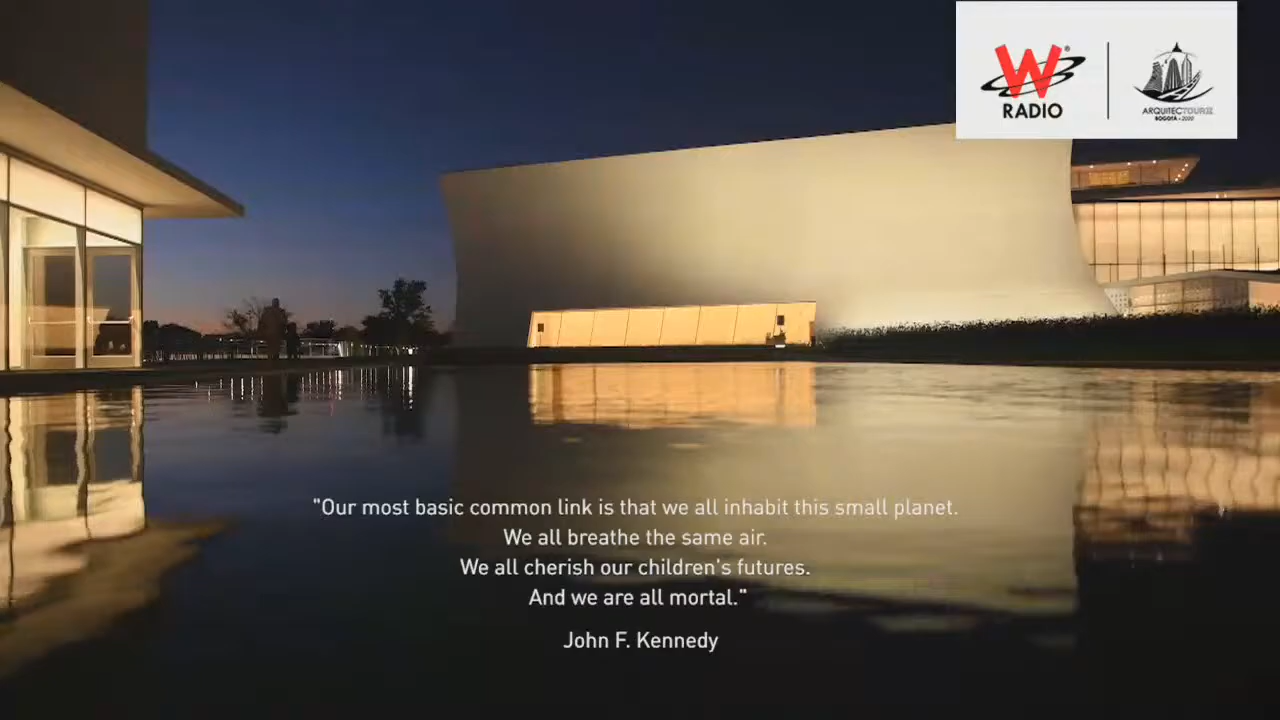 W
RADIO
ARQUITECTOUR
BOGOTÁ - 2020
"Our most basic common link is that we all inhabit this small planet.
We all breathe the same air.
We all cherish our children's futures.
And we are all mortal."
John F. Kennedy